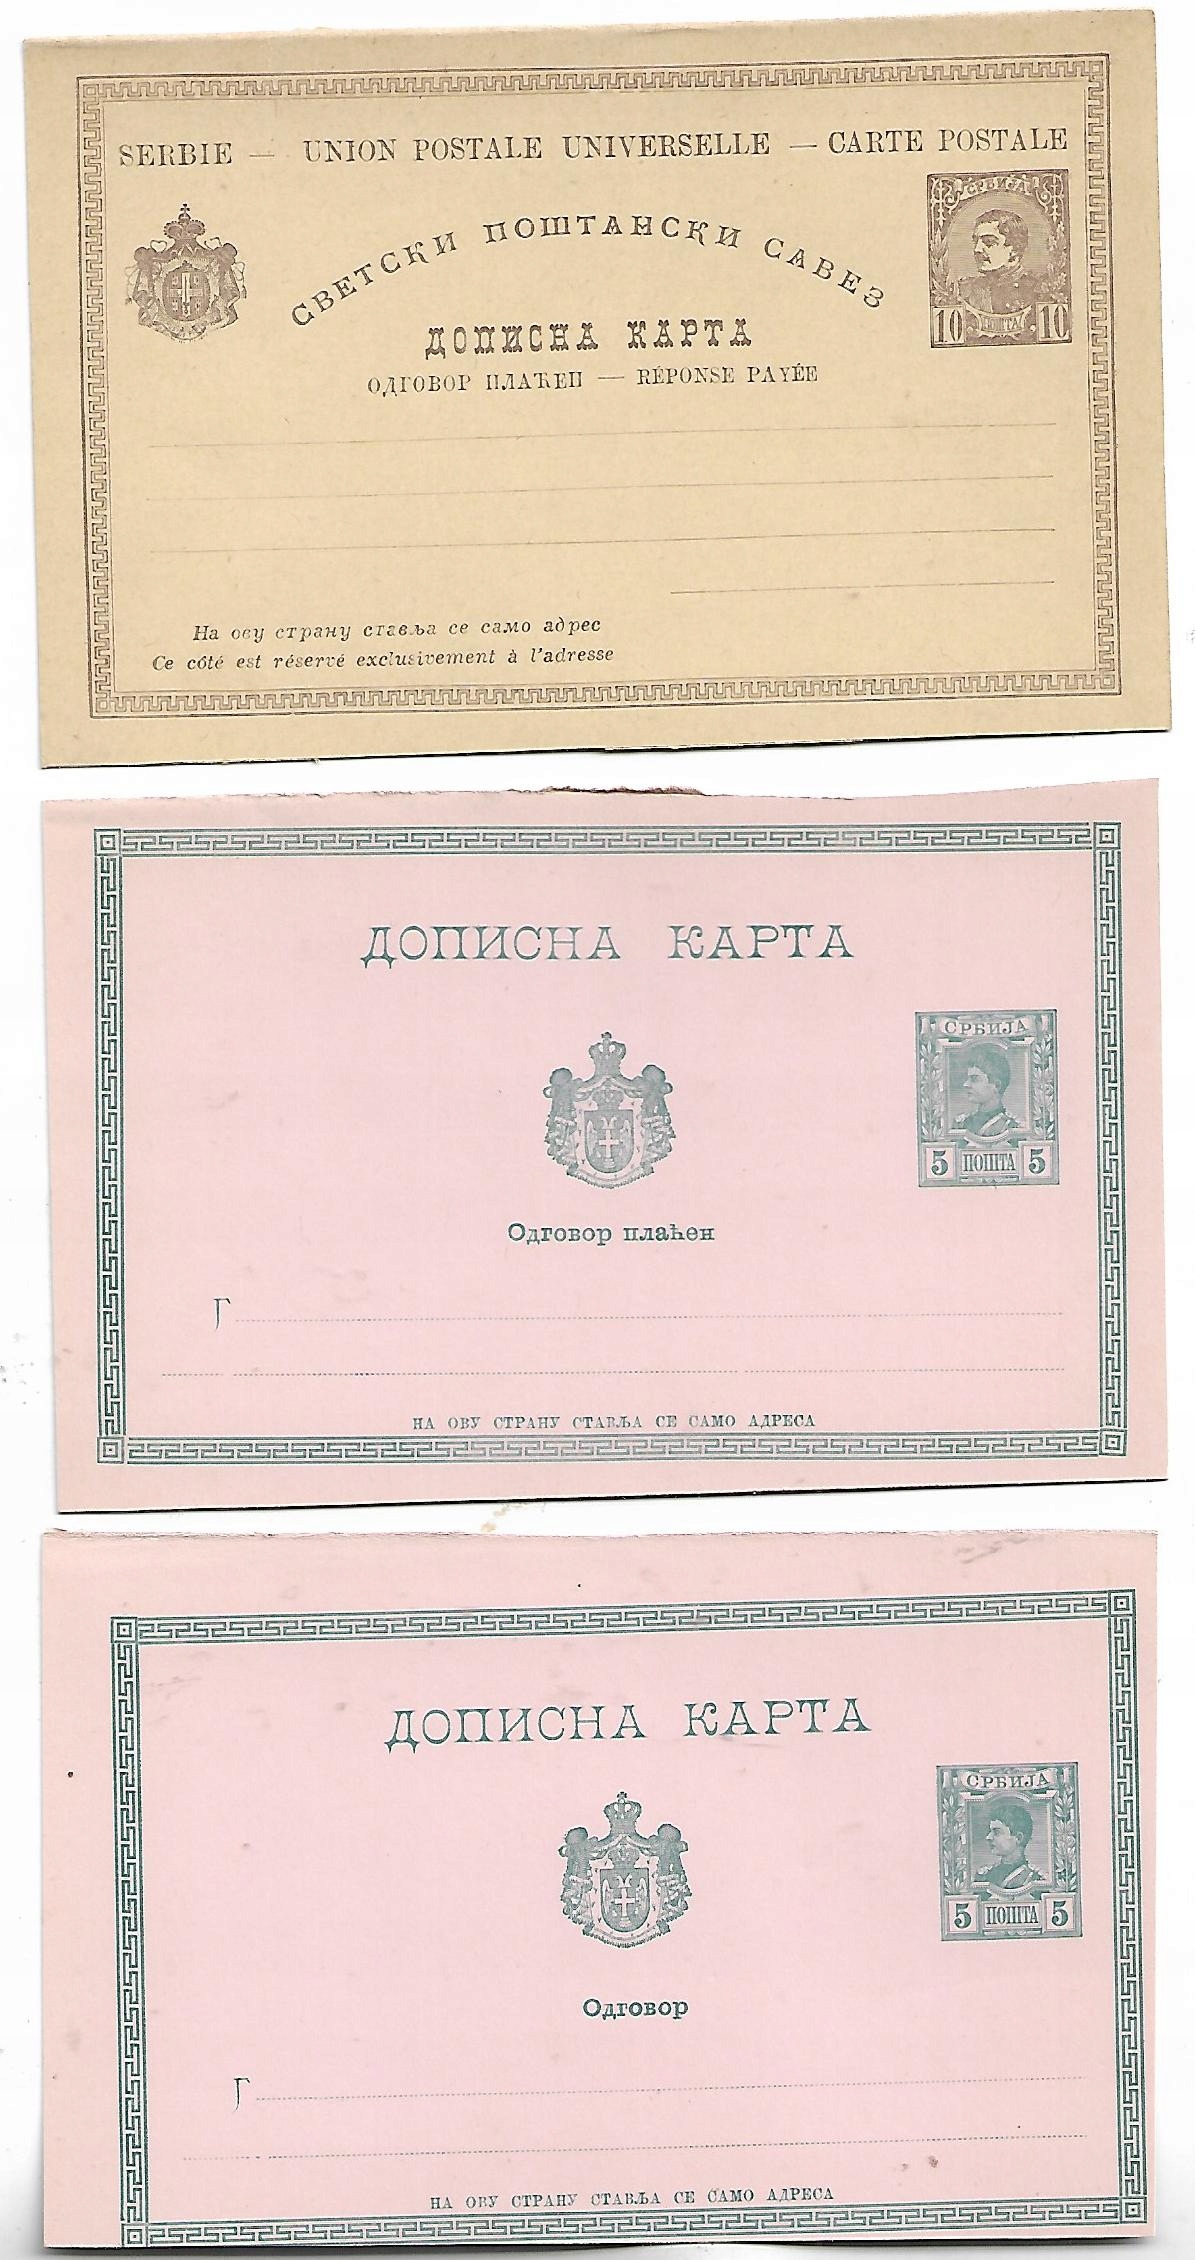 SERBIE — UNION POSTALE UNIVERSELLE — CARTE POSTALE
СРБИЈА
СВЕТСКИ ПОШТАНСКИ САВЕЗ
10 ПОШТА 10
ДОПИСНА КАРТА
ОДГОВОР ПЛАЋЕН — RÉPONSE PAYÉE
На ову страну ставља се само адрес
Ce côté est réservé exclusivement à l'adresse
ДОПИСНА КАРТА
СРБИЈА
5 ПОШТА 5
Одговор плаћен
Г
НА ОВУ СТРАНУ СТАВЉА СЕ САМО АДРЕСА
ДОПИСНА КАРТА
СРБИЈА
5 ПОШТА 5
Одговор
Г
НА ОВУ СТРАНУ СТАВЉА СЕ САМО АДРЕСА